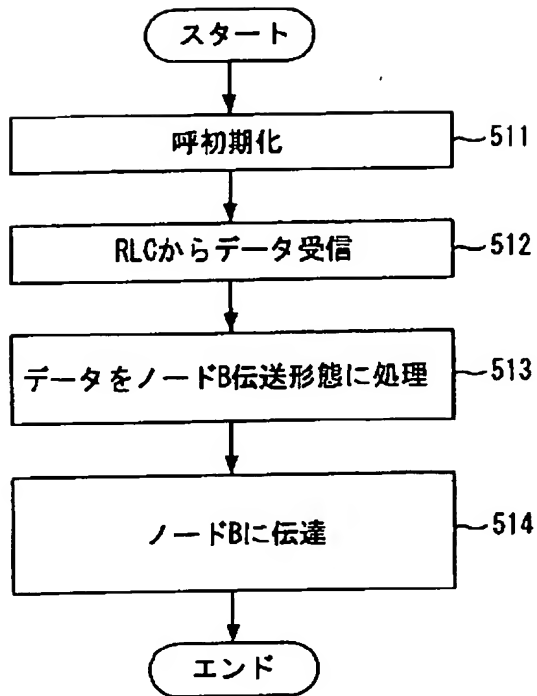 スタート
呼初期化
511
RLCからデータ受信
512
データをノードB伝送形態に処理
513
ノードBに伝達
514
エンド